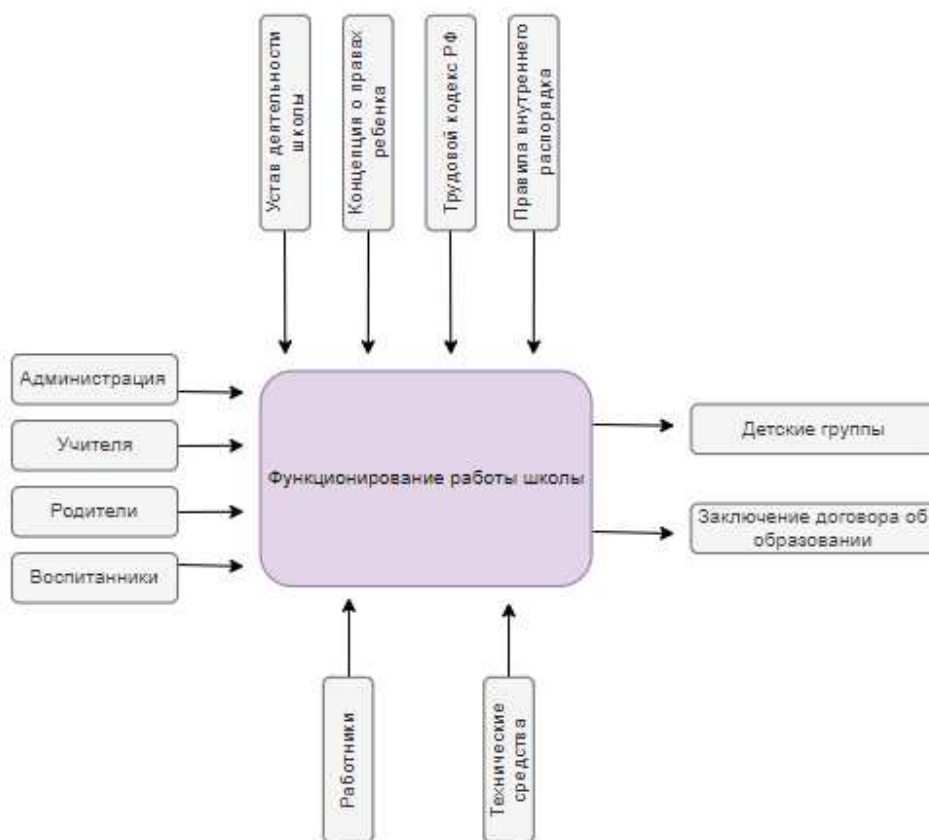 Устав деятельности
школы
Концепция о правах
ребенка
Трудовой кодекс РФ
Правила внутреннего
распорядка
Администрация
Учителя
Родители
Воспитанники
Функционирование работы школы
Детские группы
Заключение договора об
образовании
Работники
Технические
средства